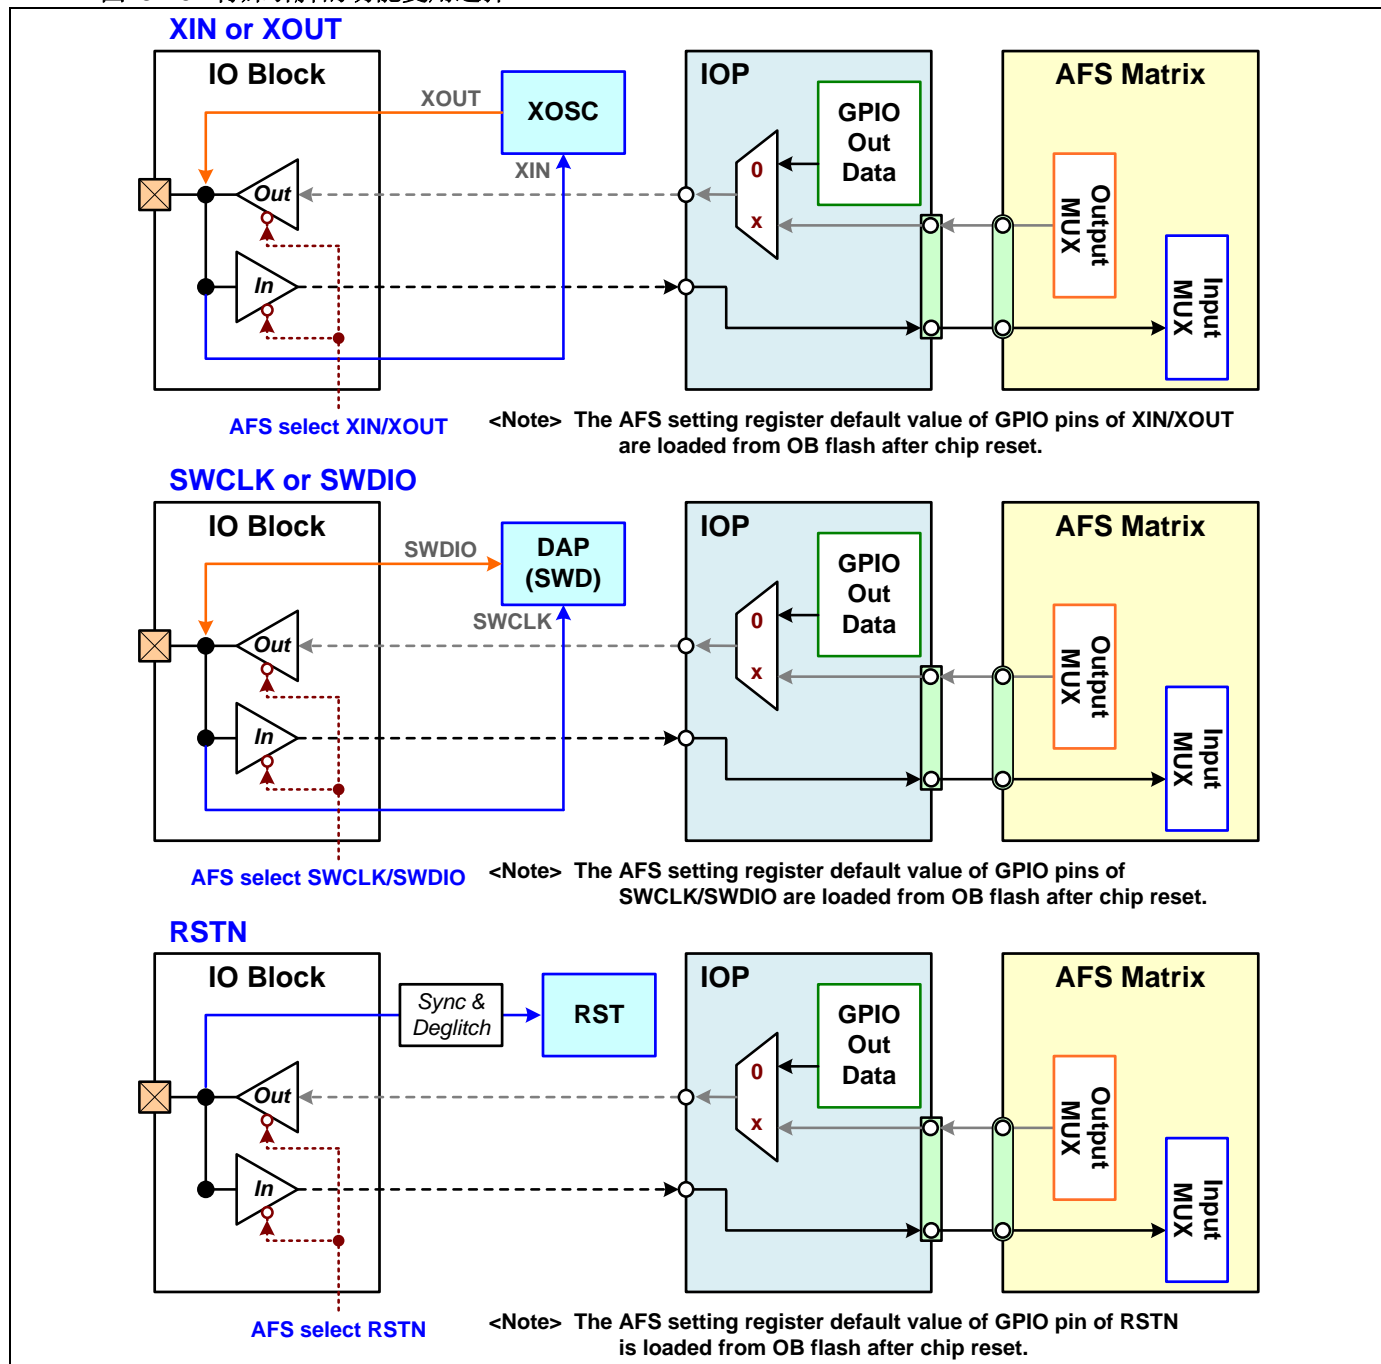 XIN or XOUT
IO Block
IOP
AFS Matrix
XOUT
XOSC
GPIO
Out
Data
XIN
Out
0
x
Output
MUX
In
Input
MUX
AFS select XIN/XOUT
<Note> The AFS setting register default value of GPIO pins of XIN/XOUT
are loaded from OB flash after chip reset.
SWCLK or SWDIO
IO Block
IOP
AFS Matrix
SWDIO
DAP
(SWD)
GPIO
Out
Data
SWCLK
Out
0
x
Output
MUX
In
Input
MUX
AFS select SWCLK/SWDIO
<Note> The AFS setting register default value of GPIO pins of
SWCLK/SWDIO are loaded from OB flash after chip reset.
RSTN
IO Block
IOP
AFS Matrix
Sync &
Deglitch
RST
GPIO
Out
Data
Out
0
x
Output
MUX
In
Input
MUX
AFS select RSTN
<Note> The AFS setting register default value of GPIO pin of RSTN
is loaded from OB flash after chip reset.